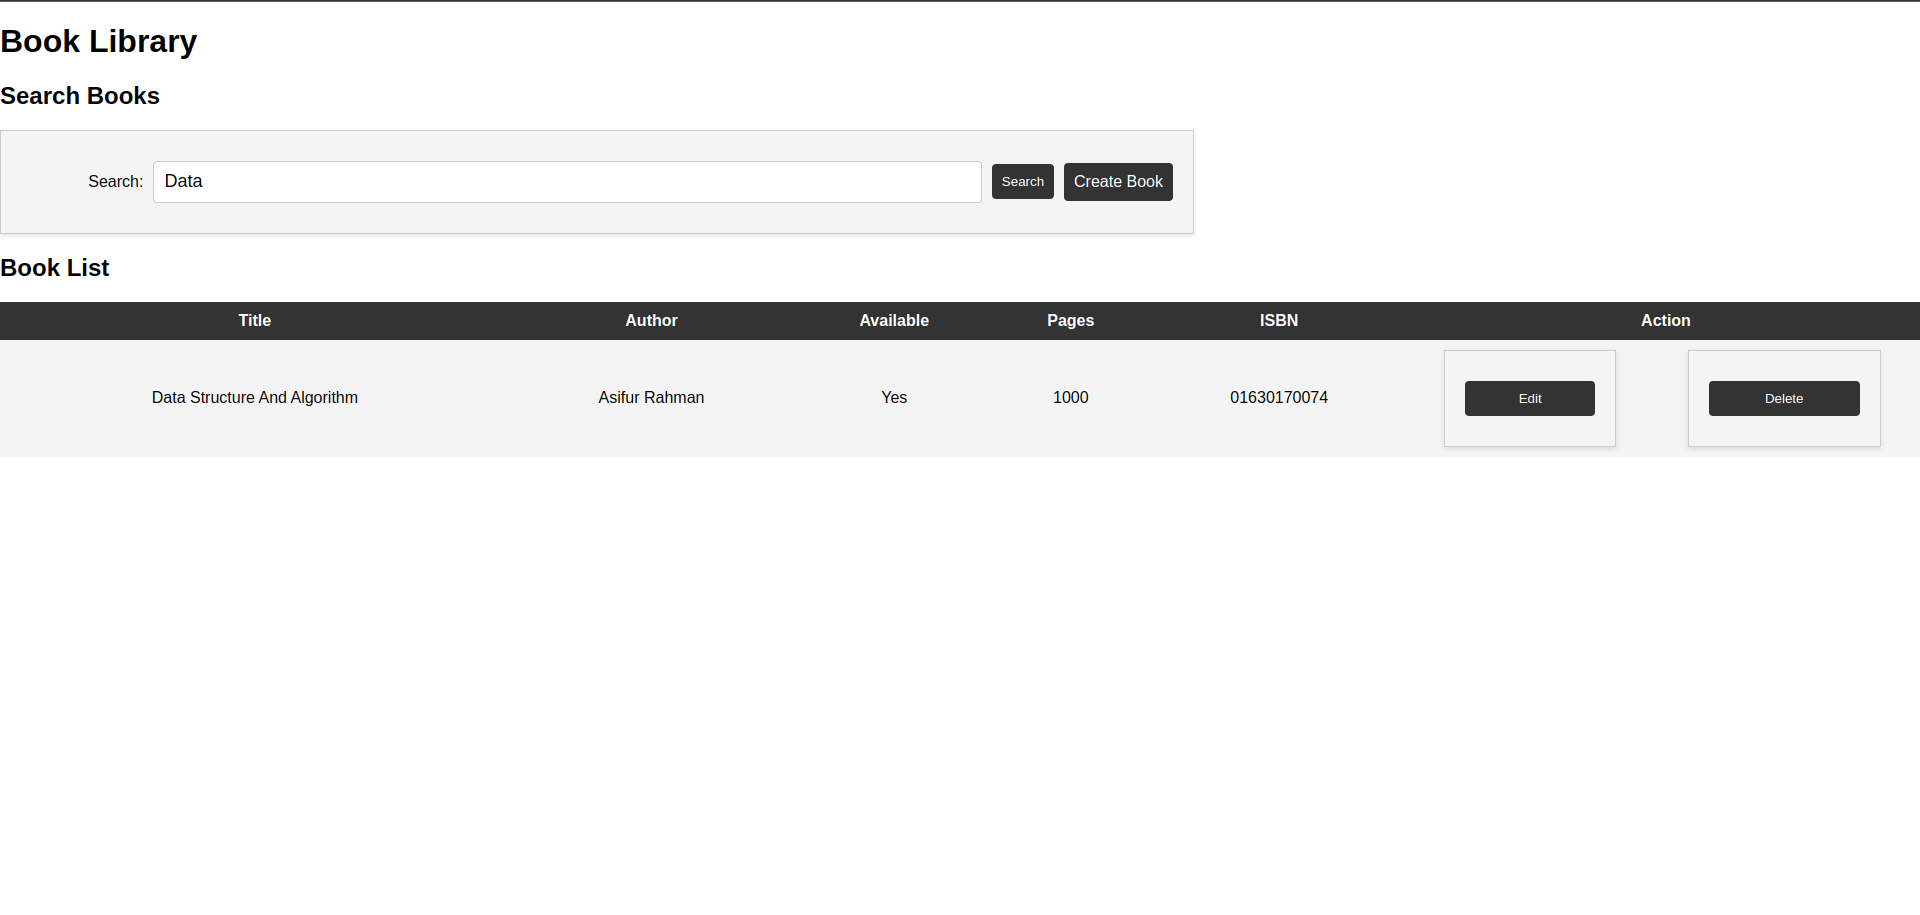 Book Library
Search Books
Search: Data Search Create Book
Book List
Title Author Available Pages ISBN Action
Data Structure And Algorithm Asifur Rahman Yes 1000 01630170074 Edit Delete